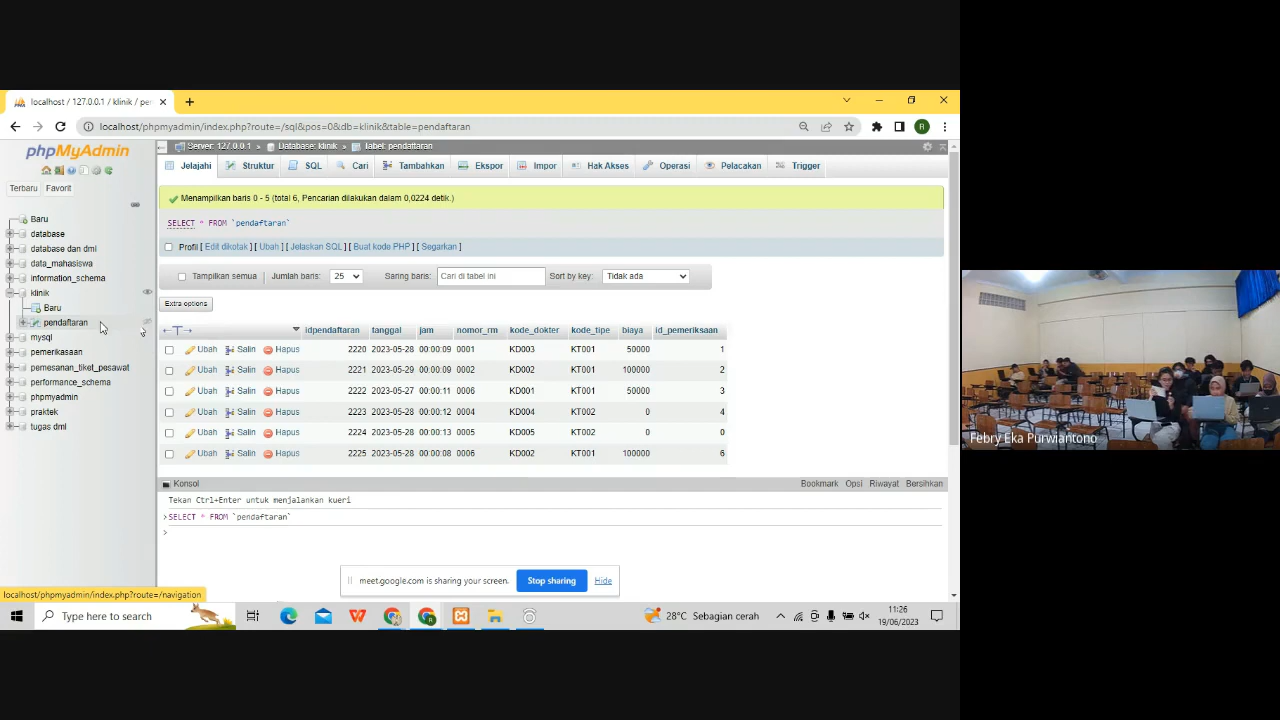 localhost / 127.0.0.1 / klinik / pe
localhost/phpmyadmin/index.php?route=/sql&pos=0&db=klinik&table=pendaftaran
phpMyAdmin
Terbaru Favorit
Baru
database
database dan dml
data_mahasiswa
information_schema
klinik
Baru
pendaftaran
mysql
pemerikasaan
pemesanan_tiket_pesawat
performance_schema
phpmyadmin
praktek
tugas dml
localhost/phpmyadmin/index.php?route=/navigation
Server: 127.0.0.1 » Database: klinik » Tabel: pendaftaran
Jelajahi Struktur SQL Cari Tambahkan Ekspor Impor Hak Akses Operasi Pelacakan Trigger
Menampilkan baris 0 - 5 (total 6, Pencarian dilakukan dalam 0,0224 detik.)
SELECT * FROM `pendaftaran`
Profil [ Edit dikotak ] [ Ubah ] [ Jelaskan SQL ] [ Buat kode PHP ] [ Segarkan ]
Tampilkan semua Jumlah baris: 25 Saring baris: Cari di tabel ini Sort by key: Tidak ada
Extra options
←T→ idpendaftaran tanggal jam nomor_rm kode_dokter kode_tipe biaya id_pemeriksaan
Ubah Salin Hapus 2220 2023-05-28 00:00:09 0001 KD003 KT001 50000 1
Ubah Salin Hapus 2221 2023-05-29 00:00:09 0002 KD002 KT001 100000 2
Ubah Salin Hapus 2222 2023-05-27 00:00:11 0006 KD001 KT001 50000 3
Ubah Salin Hapus 2223 2023-05-28 00:00:12 0004 KD004 KT002 0 4
Ubah Salin Hapus 2224 2023-05-28 00:00:13 0005 KD005 KT002 0 0
Ubah Salin Hapus 2225 2023-05-28 00:00:08 0006 KD002 KT001 100000 6
Konsol Bookmark Opsi Riwayat Bersihkan
Tekan Ctrl+Enter untuk menjalankan kueri
>SELECT * FROM `pendaftaran`
>
meet.google.com is sharing your screen. Stop sharing Hide
Type here to search
28°C Sebagian cerah
11:26
19/06/2023
Febry Eka Purwiantono